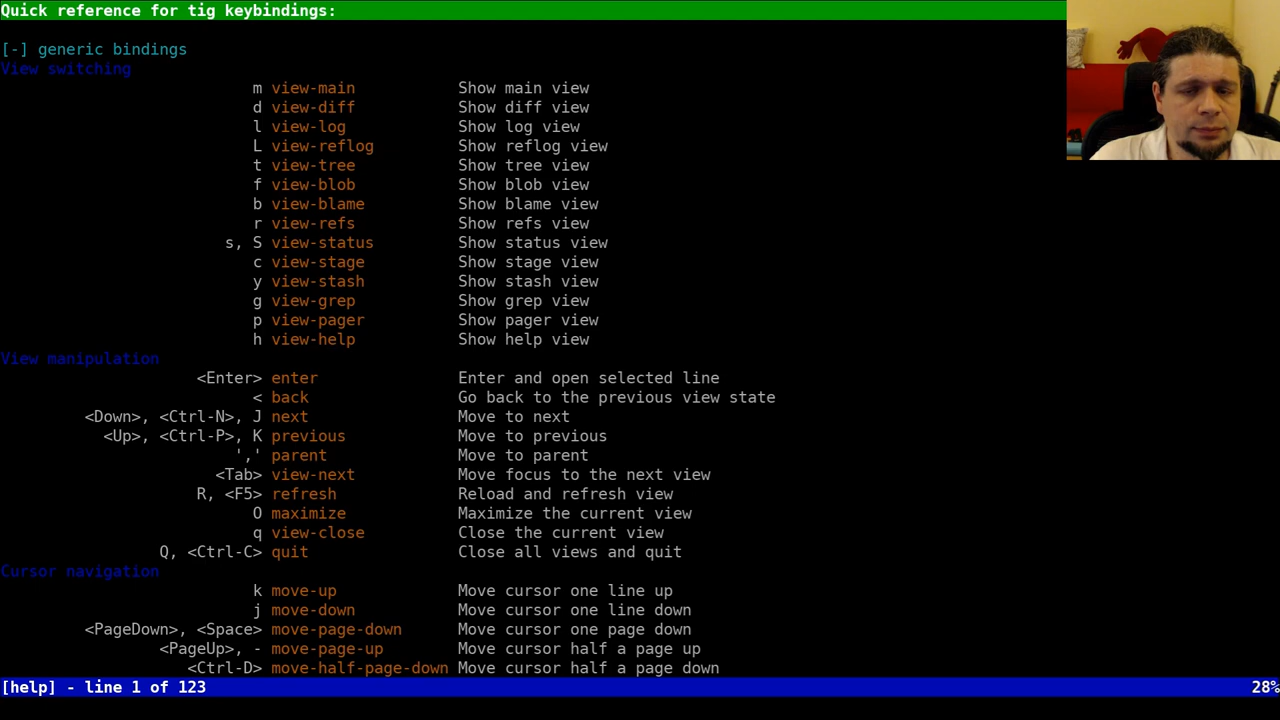 Quick reference for tig keybindings:
[-] generic bindings
View switching
m view-main Show main view
d view-diff Show diff view
l view-log Show log view
L view-reflog Show reflog view
t view-tree Show tree view
f view-blob Show blob view
b view-blame Show blame view
r view-refs Show refs view
s, S view-status Show status view
c view-stage Show stage view
y view-stash Show stash view
g view-grep Show grep view
p view-pager Show pager view
h view-help Show help view
View manipulation
<Enter> enter Enter and open selected line
< back Go back to the previous view state
<Down>, <Ctrl-N>, J next Move to next
<Up>, <Ctrl-P>, K previous Move to previous
',' parent Move to parent
<Tab> view-next Move focus to the next view
R, <F5> refresh Reload and refresh view
O maximize Maximize the current view
q view-close Close the current view
Q, <Ctrl-C> quit Close all views and quit
Cursor navigation
k move-up Move cursor one line up
j move-down Move cursor one line down
<PageDown>, <Space> move-page-down Move cursor one page down
<PageUp>, - move-page-up Move cursor half a page up
<Ctrl-D> move-half-page-down Move cursor half a page down
[help] - line 1 of 123 28%